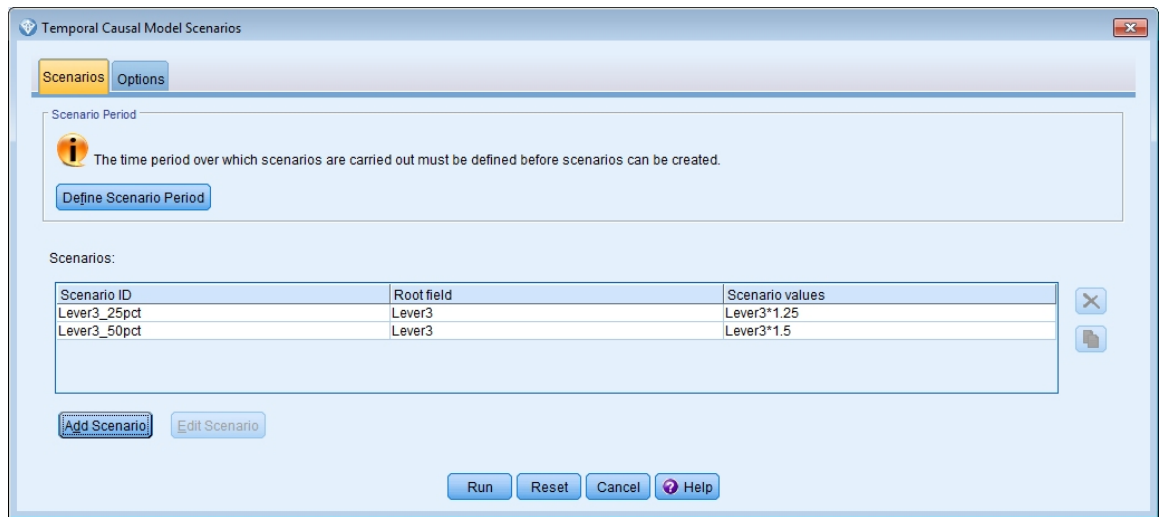 Temporal Causal Model Scenarios
Scenarios Options
Scenario Period
The time period over which scenarios are carried out must be defined before scenarios can be created.
Define Scenario Period
Scenarios:
Scenario ID Root field Scenario values
Lever3_25pct Lever3 Lever3*1.25
Lever3_50pct Lever3 Lever3*1.5
Add Scenario Edit Scenario
Run Reset Cancel Help